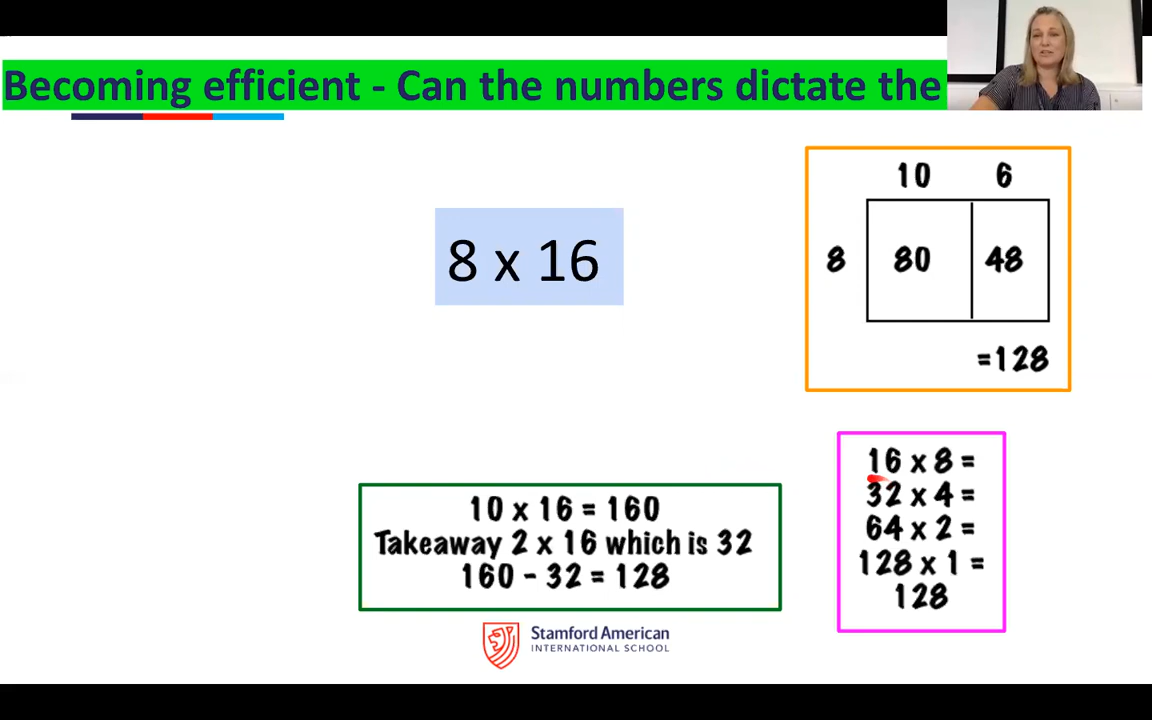 Becoming efficient - Can the numbers dictate the
8 x 16
10 6
8 80 48
=128
16 x 8 =
32 x 4 =
64 x 2 =
128 x 1 =
128
10 x 16 = 160
Takeaway 2 x 16 which is 32
160 - 32 = 128
Stamford American
INTERNATIONAL SCHOOL